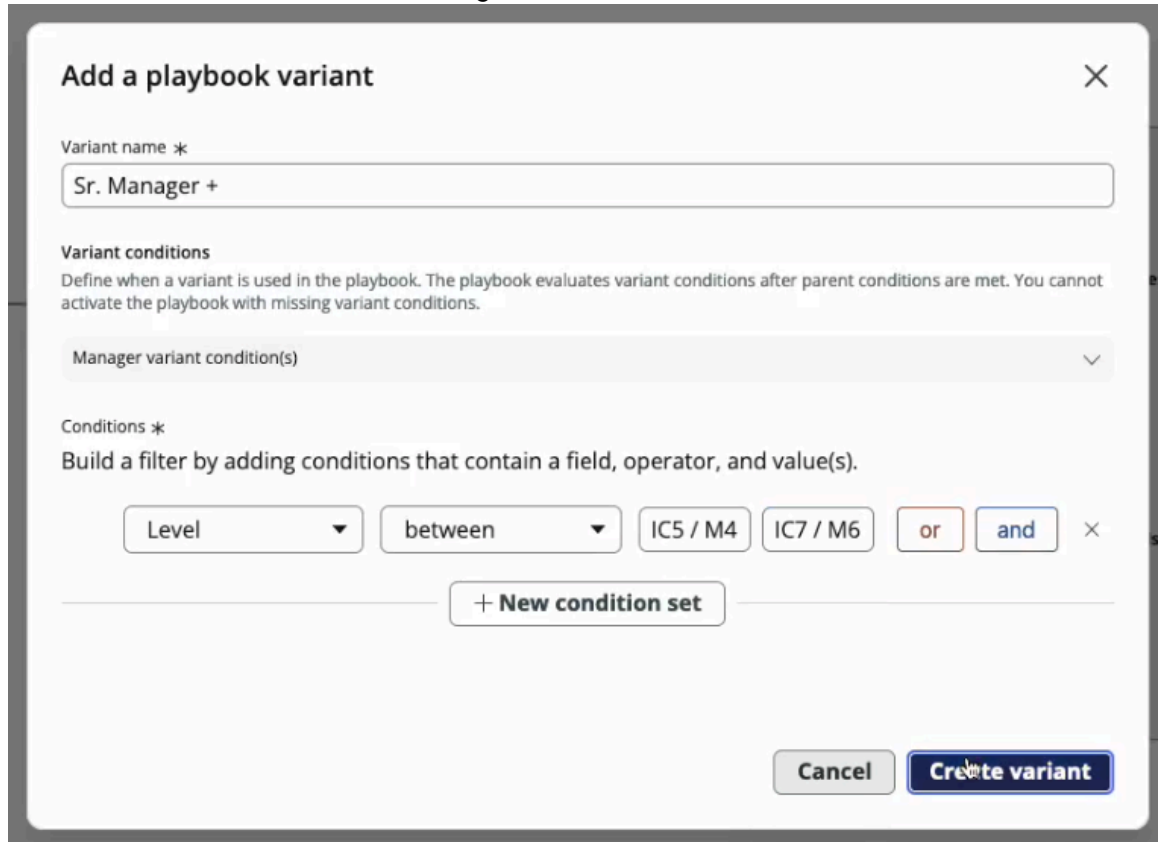 Add a playbook variant
Variant name *
Sr. Manager +
Variant conditions
Define when a variant is used in the playbook. The playbook evaluates variant conditions after parent conditions are met. You cannot
activate the playbook with missing variant conditions.
Manager variant condition(s)
Conditions *
Build a filter by adding conditions that contain a field, operator, and value(s).
Level between IC5 / M4 IC7 / M6 or and
+ New condition set
Cancel Create variant